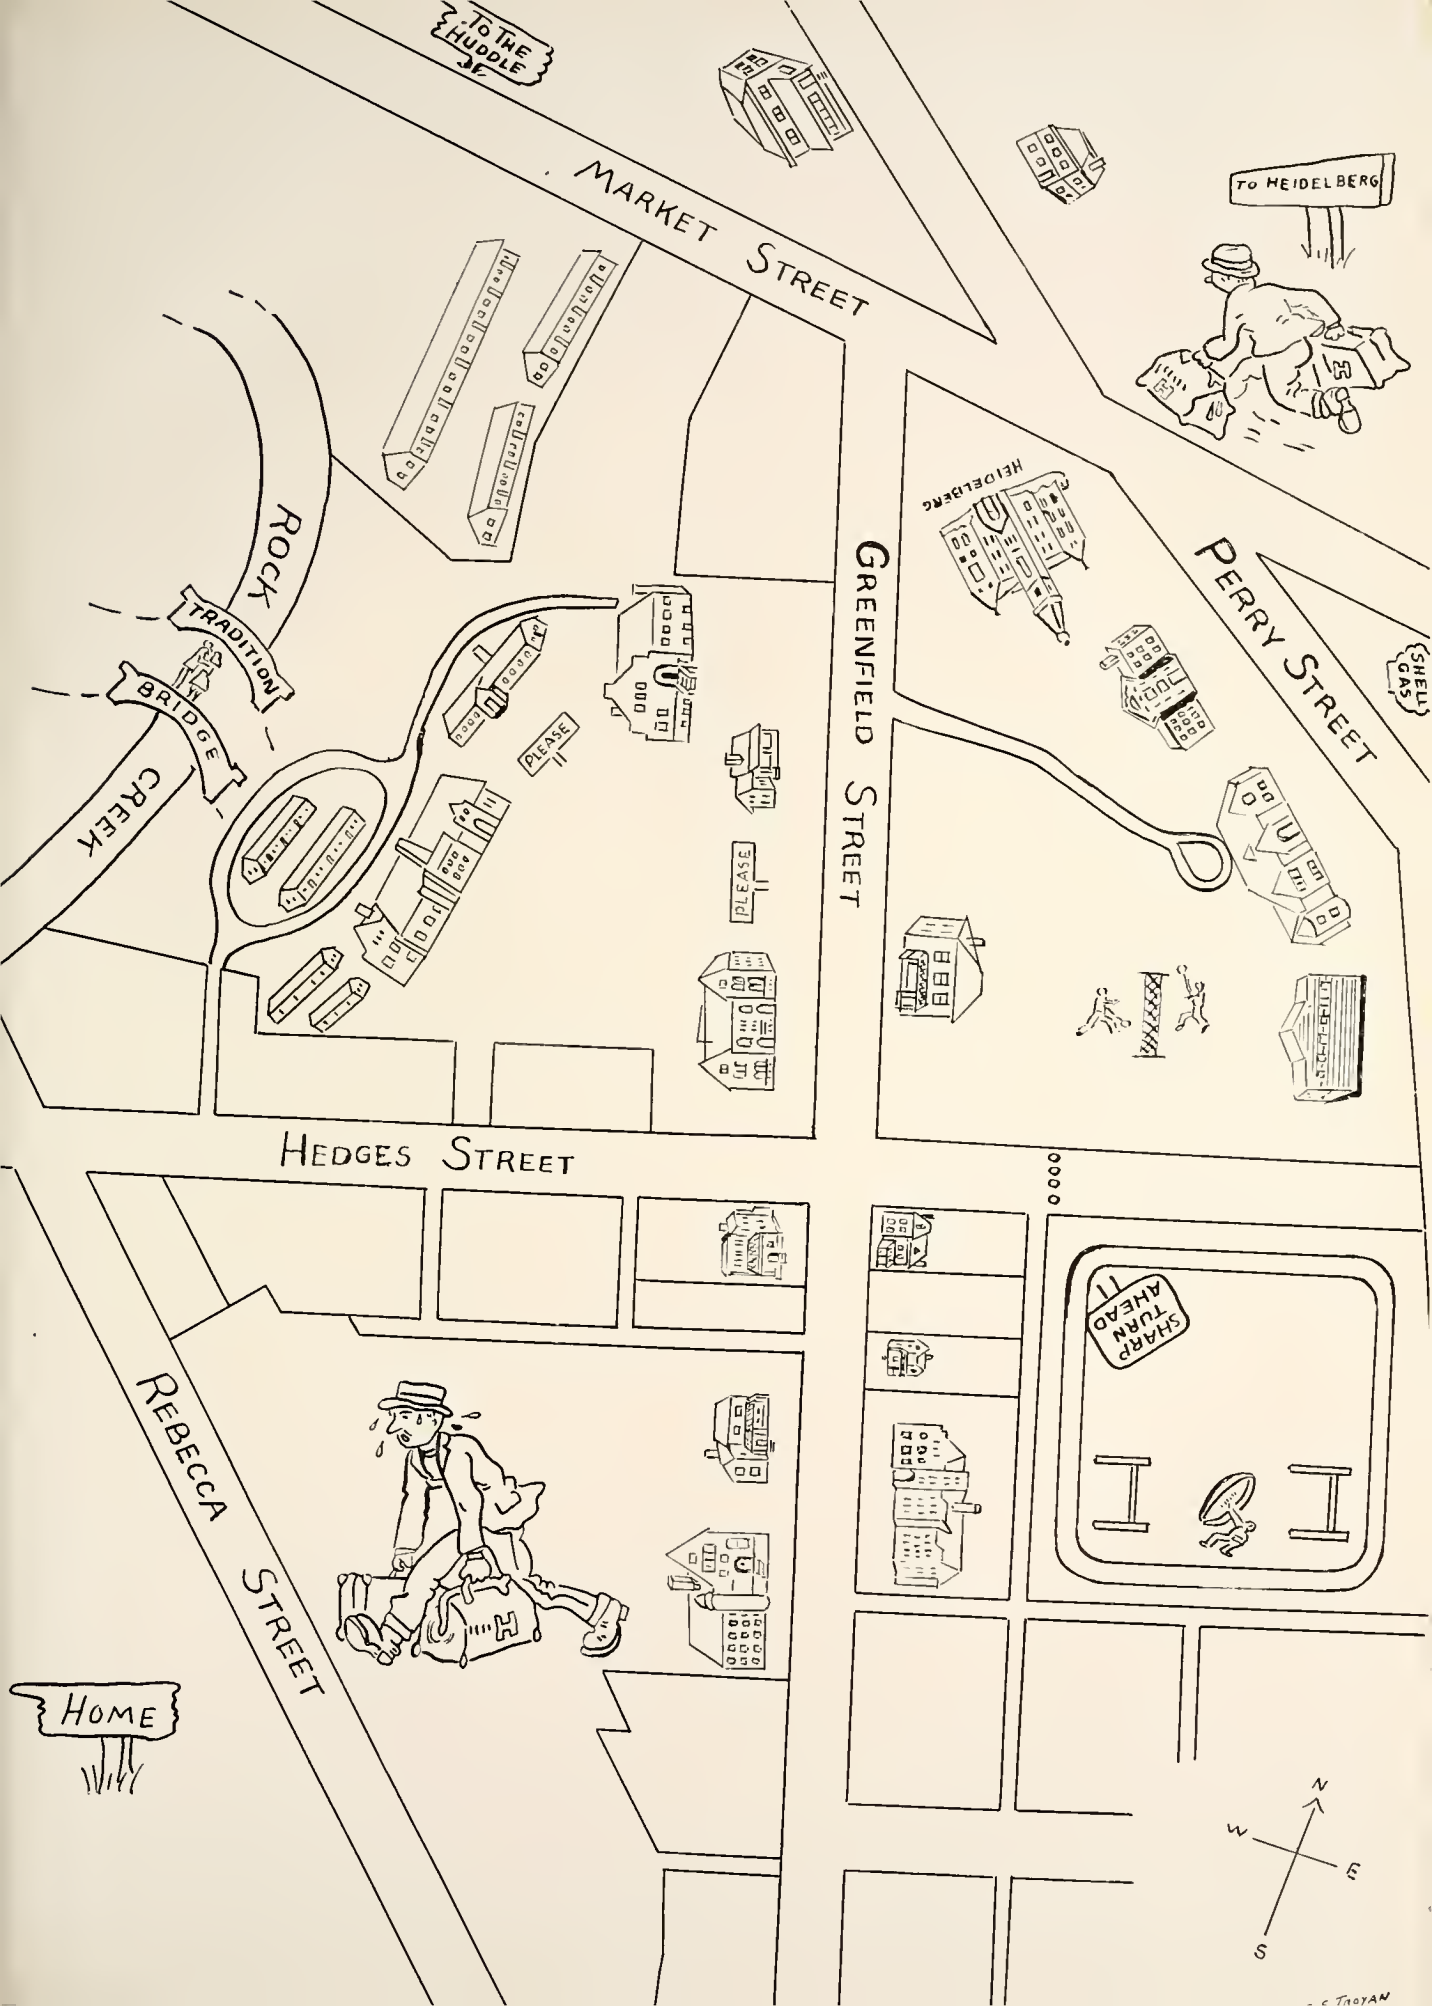 TO THE
HUDDLE
MARKET STREET
TO HEIDELBERG
H
H
HEIDELBERG
ROCK
CREEK
TRADITION
BRIDGE
GREENFIELD STREET
PERRY STREET
SHELL
GAS
PLEASE
PLEASE
HEDGES STREET
SHARP
TURN
AHEAD
REBECCA STREET
H
HOME
N
W
E
S
TROYAN